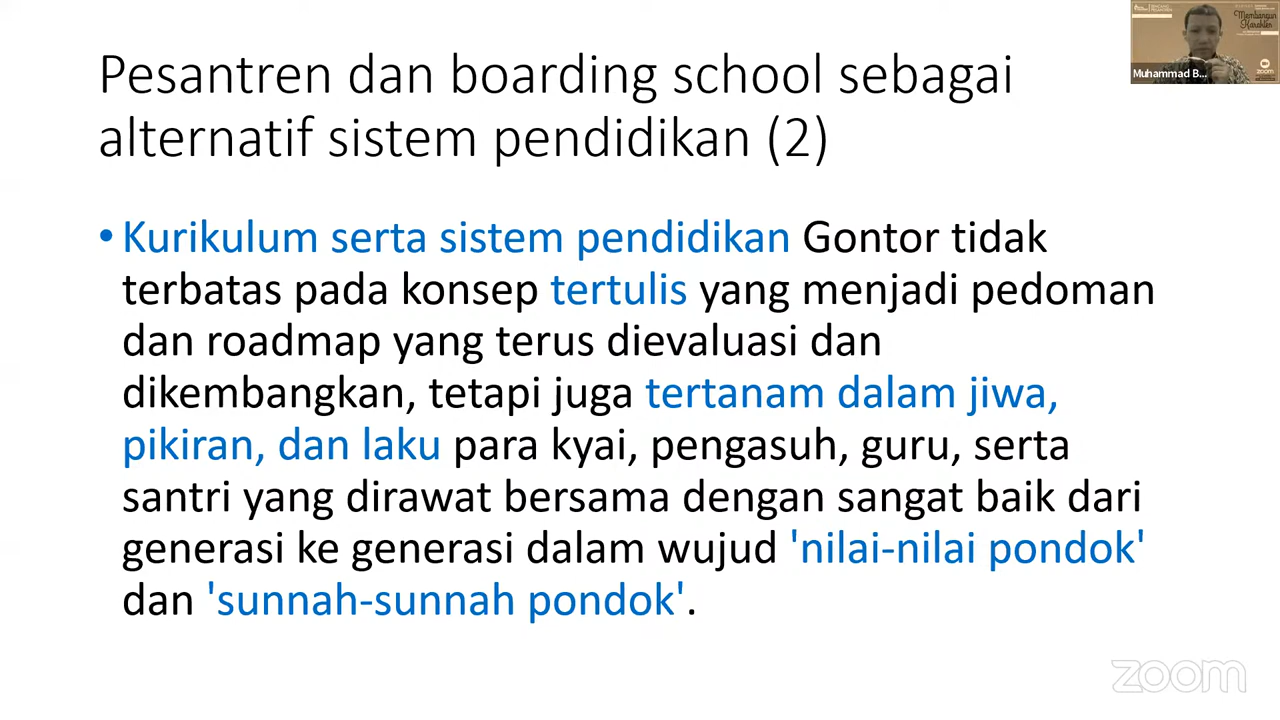 Pesantren dan boarding school sebagai
alternatif sistem pendidikan (2)
•Kurikulum serta sistem pendidikan Gontor tidak
terbatas pada konsep tertulis yang menjadi pedoman
dan roadmap yang terus dievaluasi dan
dikembangkan, tetapi juga tertanam dalam jiwa,
pikiran, dan laku para kyai, pengasuh, guru, serta
santri yang dirawat bersama dengan sangat baik dari
generasi ke generasi dalam wujud 'nilai-nilai pondok'
dan 'sunnah-sunnah pondok'.
Membangun
Karakter
zoom
Muhammad B...
zoom